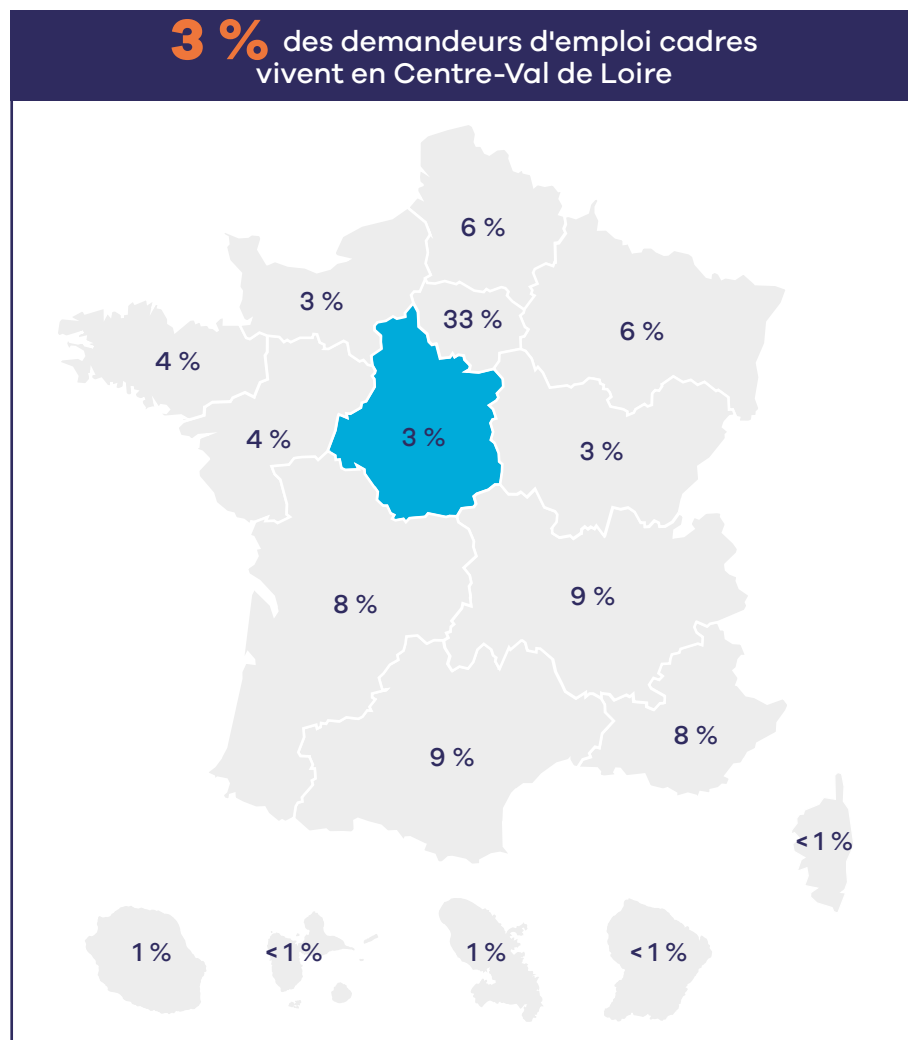 3 % des demandeurs d'emploi cadres
vivent en Centre-Val de Loire
6 %
3 %
33 %
6 %
4 %
4 %
3 %
3 %
8 %
9 %
8 %
9 %
< 1 %
1 %
< 1 %
1 %
< 1 %